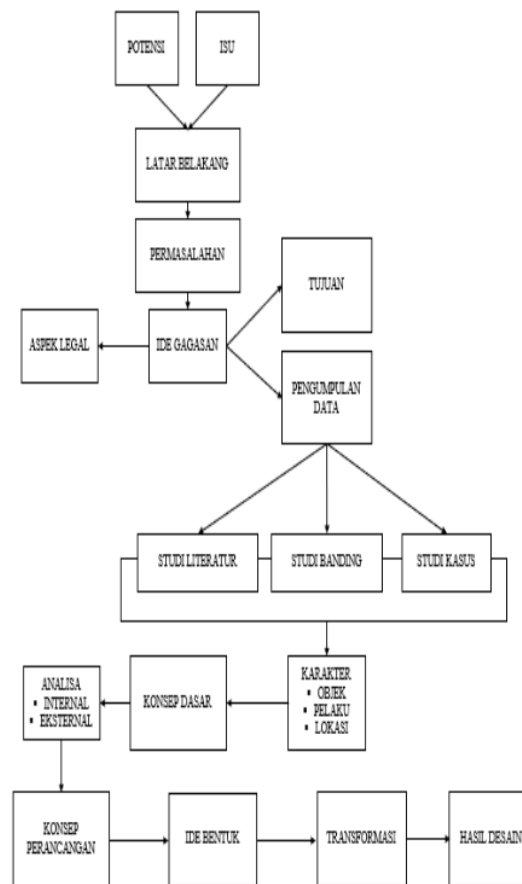 POTENSI
ISU
LATAR BELAKANG
PERMASALAHAN
TUJUAN
ASPEK LEGAL
IDE GAGASAN
PENGUMPULAN
DATA
STUDI LITERATUR
STUDI BANDING
STUDI KASUS
ANALISA
▪ INTERNAL
▪ EKSTERNAL
KONSEP DASAR
KARAKTER
▪ OBJEK
▪ PELAKU
▪ LOKASI
KONSEP
PERANCANGAN
IDE BENTUK
TRANSFORMASI
HASIL DESAIN